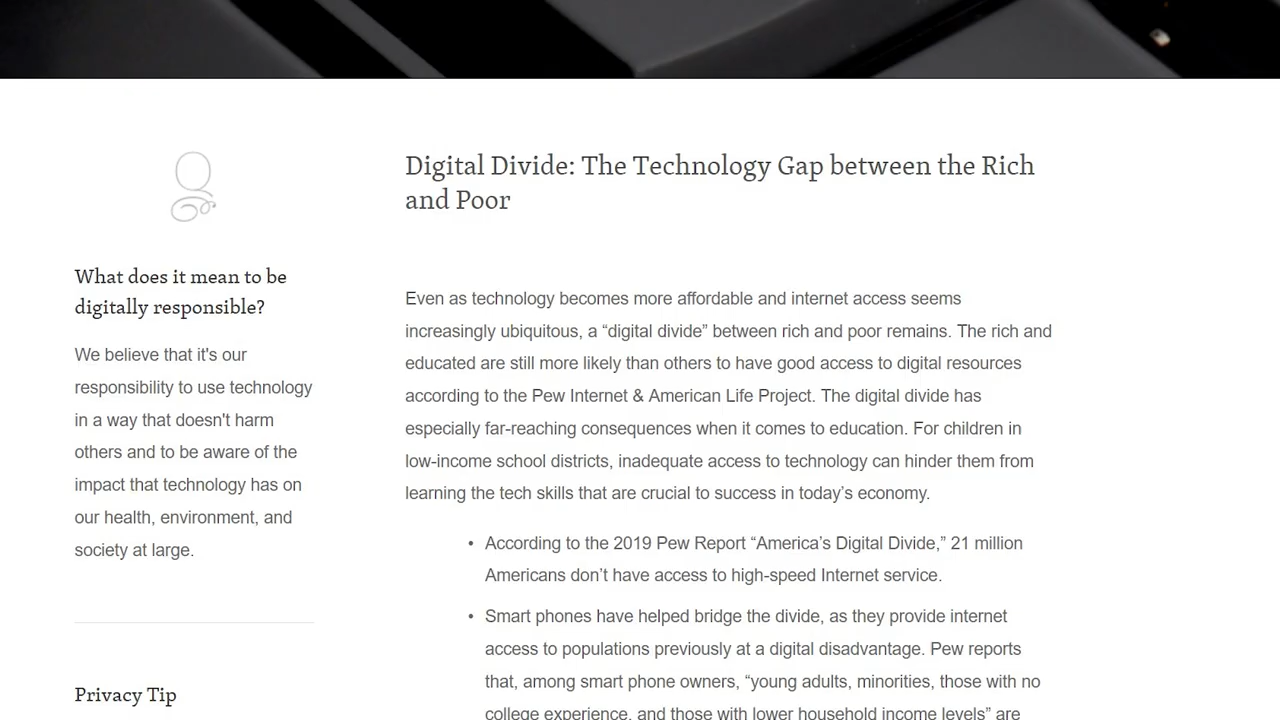 Digital Divide: The Technology Gap between the Rich
and Poor
What does it mean to be
digitally responsible?
We believe that it's our
responsibility to use technology
in a way that doesn't harm
others and to be aware of the
impact that technology has on
our health, environment, and
society at large.
Privacy Tip
Even as technology becomes more affordable and internet access seems
increasingly ubiquitous, a “digital divide” between rich and poor remains. The rich and
educated are still more likely than others to have good access to digital resources
according to the Pew Internet & American Life Project. The digital divide has
especially far-reaching consequences when it comes to education. For children in
low-income school districts, inadequate access to technology can hinder them from
learning the tech skills that are crucial to success in today’s economy.
• According to the 2019 Pew Report “America’s Digital Divide,” 21 million
Americans don’t have access to high-speed Internet service.
• Smart phones have helped bridge the divide, as they provide internet
access to populations previously at a digital disadvantage. Pew reports
that, among smart phone owners, “young adults, minorities, those with no
college experience, and those with lower household income levels” are